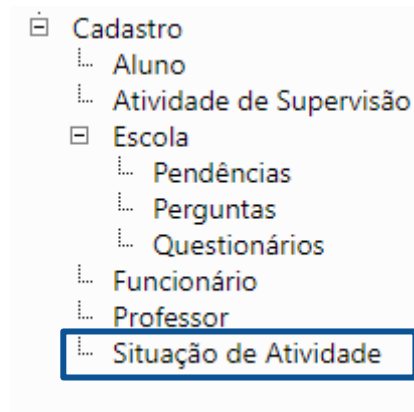 Cadastro
Aluno
Atividade de Supervisão
Escola
Pendências
Perguntas
Questionários
Funcionário
Professor
Situação de Atividade